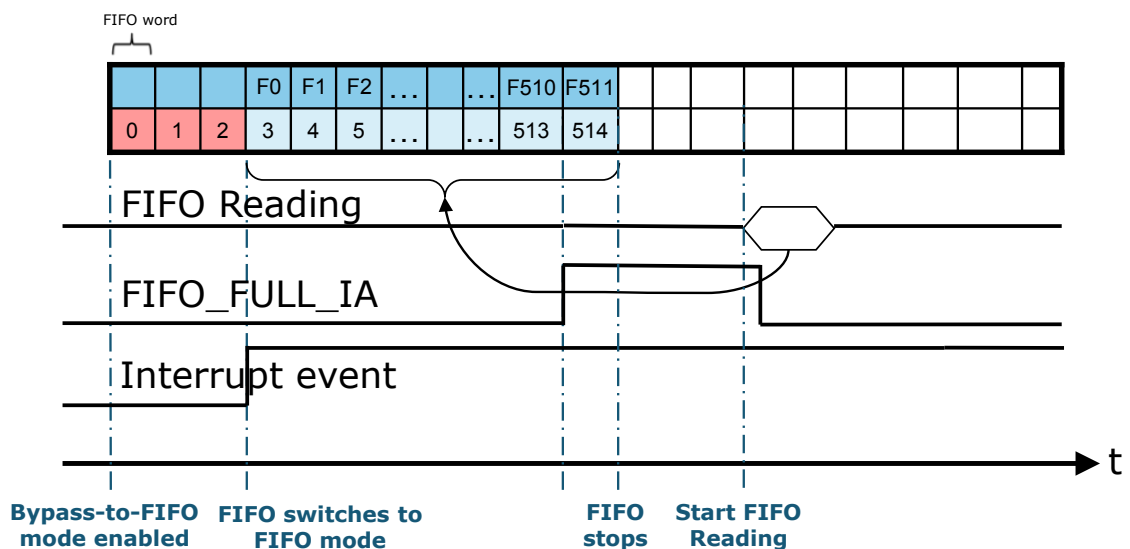 FIFO word
F0 F1 F2 ... ... F510 F511
0 1 2 3 4 5 ... ... 513 514
FIFO Reading
FIFO_FULL_IA
Interrupt event
t
Bypass-to-FIFO
mode enabled
FIFO switches to
FIFO mode
FIFO
stops
Start FIFO
Reading